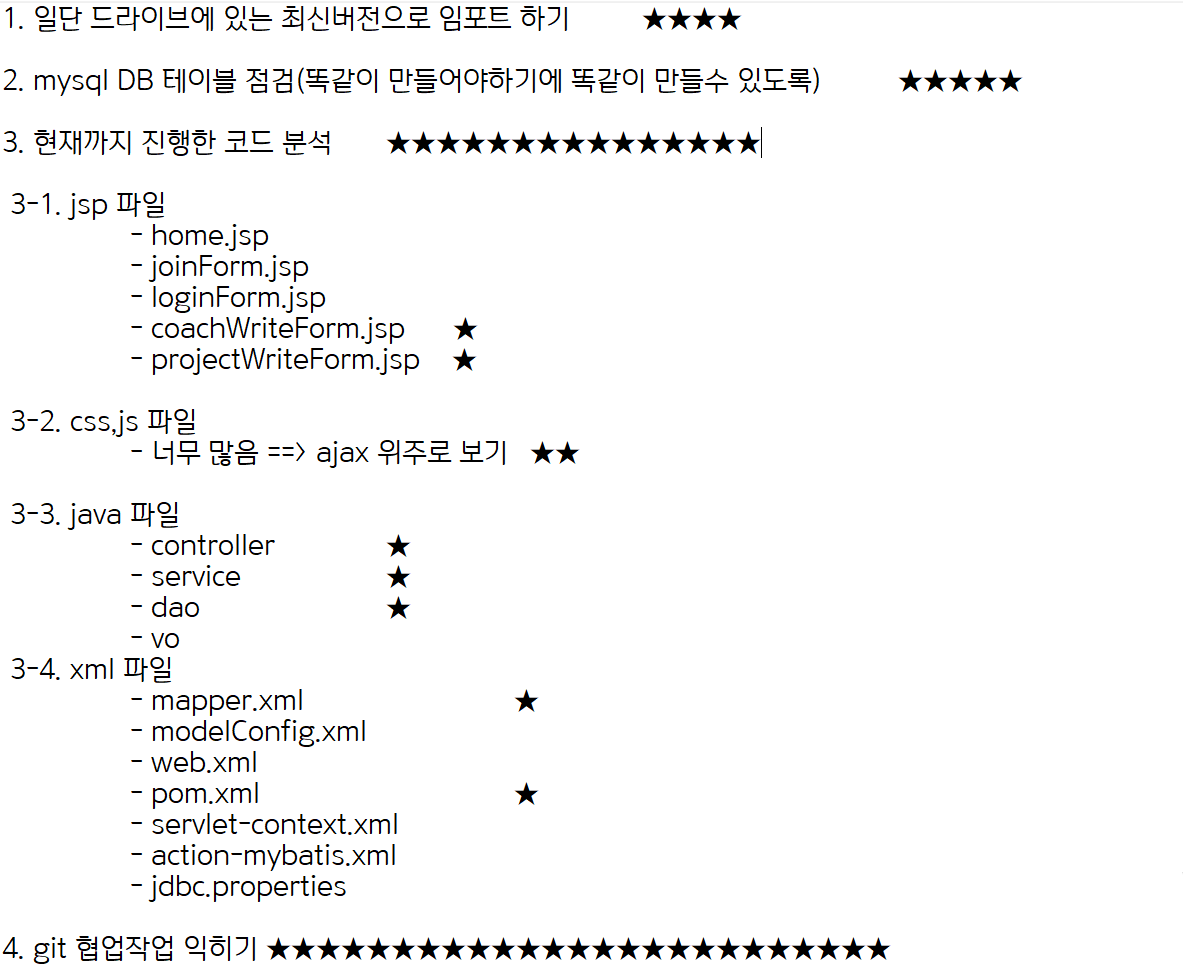 1. 일단 드라이브에 있는 최신버전으로 임포트 하기 ★★★★
2. mysql DB 테이블 점검(똑같이 만들어야하기에 똑같이 만들수 있도록) ★★★★★
3. 현재까지 진행한 코드 분석 ★★★★★★★★★★★★★★★
3-1. jsp 파일
- home.jsp
- joinForm.jsp
- loginForm.jsp
- coachWriteForm.jsp ★
- projectWriteForm.jsp ★
3-2. css,js 파일
- 너무 많음 ==> ajax 위주로 보기 ★★
3-3. java 파일
- controller ★
- service ★
- dao ★
- vo
3-4. xml 파일
- mapper.xml ★
- modelConfig.xml
- web.xml
- pom.xml ★
- servlet-context.xml
- action-mybatis.xml
- jdbc.properties
4. git 협업작업 익히기 ★★★★★★★★★★★★★★★★★★★★★★★★★